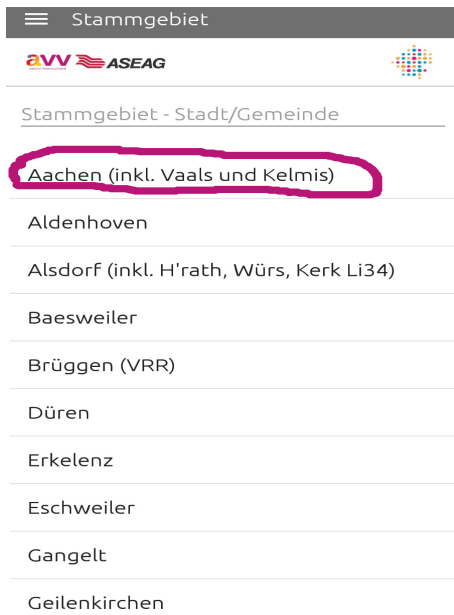 Stammgebiet
avv ASEAG
Stammgebiet - Stadt/Gemeinde
Aachen (inkl. Vaals und Kelmis)
Aldenhoven
Alsdorf (inkl. H'rath, Würs, Kerk Li34)
Baesweiler
Brüggen (VRR)
Düren
Erkelenz
Eschweiler
Gangelt
Geilenkirchen